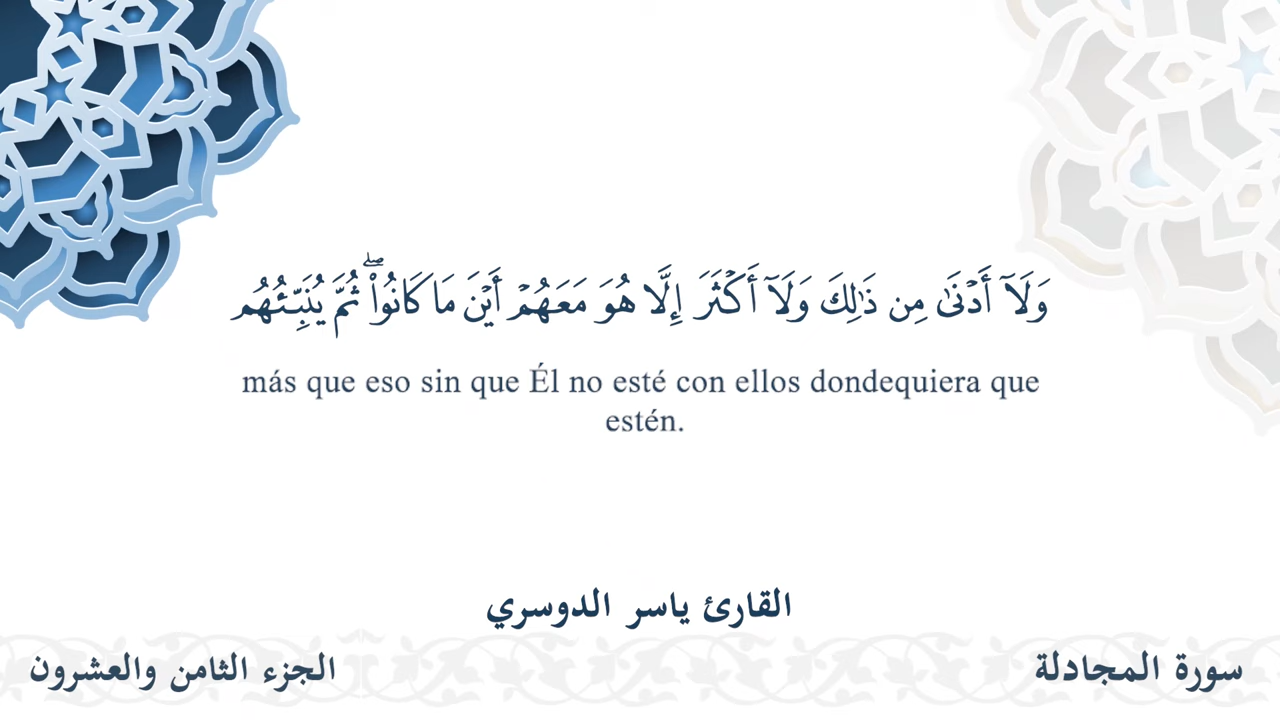 وَلَآ أَدۡنَىٰ مِن ذَٰلِكَ وَلَآ أَكۡثَرَ إِلَّا هُوَ مَعَهُمۡ أَيۡنَ مَا كَانُواْۖ ثُمَّ يُنَبِّئُهُم
más que eso sin que Él no esté con ellos dondequiera que
estén.
القارئ ياسر الدوسري
سورة المجادلة
الجزء الثامن والعشرون